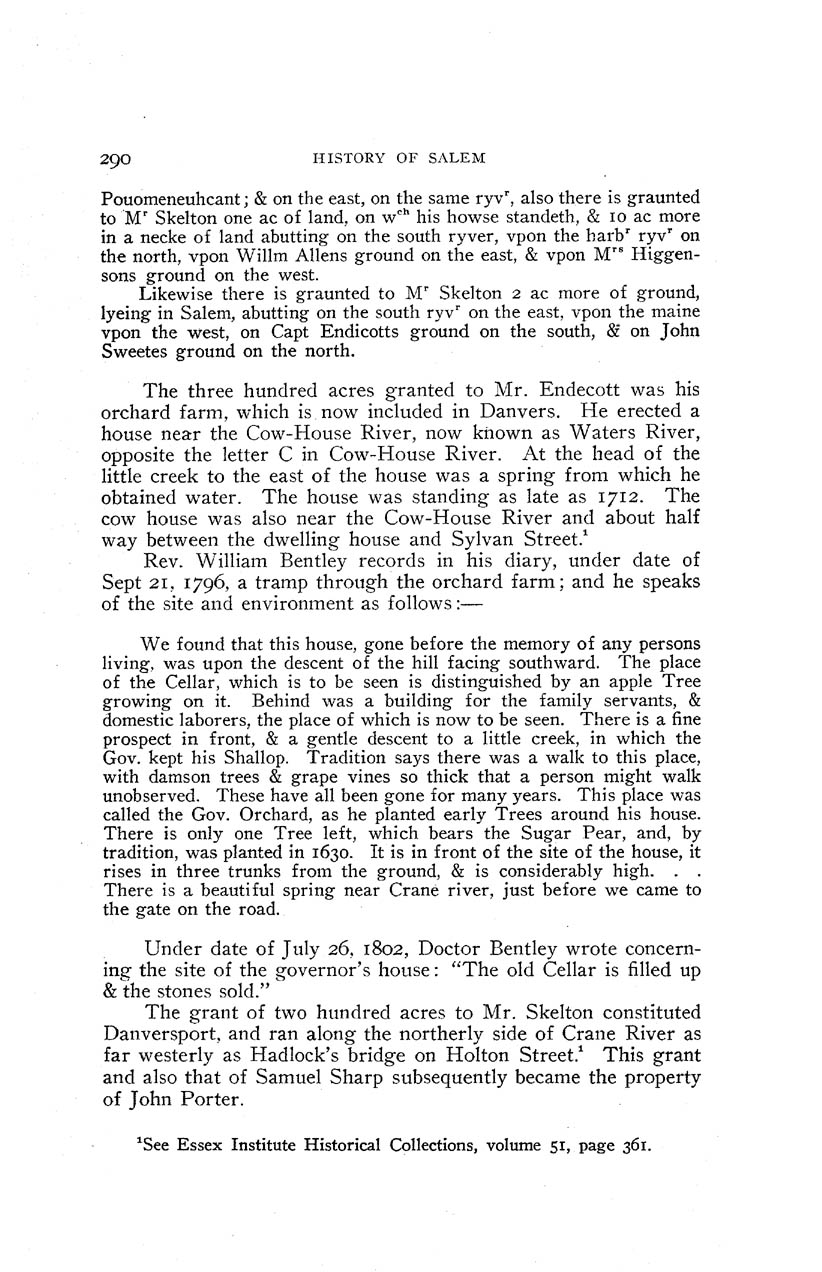 290 HISTORY OF SALEM
Pouomeneuhcant; & on the east, on the same ryvʳ, also there is graunted
to Mʳ Skelton one ac of land, on wᶜʰ his howse standeth, & 10 ac more
in a necke of land abutting on the south ryver, vpon the harbʳ ryvʳ on
the north, vpon Willm Allens ground on the east, & vpon Mʳˢ Higgen-
sons ground on the west.
Likewise there is graunted to Mʳ Skelton 2 ac more of ground,
lyeing in Salem, abutting on the south ryvʳ on the east, vpon the maine
vpon the west, on Capt Endicotts ground on the south, & on John
Sweetes ground on the north.
The three hundred acres granted to Mr. Endecott was his
orchard farm, which is now included in Danvers. He erected a
house near the Cow-House River, now known as Waters River,
opposite the letter C in Cow-House River. At the head of the
little creek to the east of the house was a spring from which he
obtained water. The house was standing as late as 1712. The
cow house was also near the Cow-House River and about half
way between the dwelling house and Sylvan Street.¹
Rev. William Bentley records in his diary, under date of
Sept 21, 1796, a tramp through the orchard farm; and he speaks
of the site and environment as follows:—
We found that this house, gone before the memory of any persons
living, was upon the descent of the hill facing southward. The place
of the Cellar, which is to be seen is distinguished by an apple Tree
growing on it. Behind was a building for the family servants, &
domestic laborers, the place of which is now to be seen. There is a fine
prospect in front, & a gentle descent to a little creek, in which the
Gov. kept his Shallop. Tradition says there was a walk to this place,
with damson trees & grape vines so thick that a person might walk
unobserved. These have all been gone for many years. This place was
called the Gov. Orchard, as he planted early Trees around his house.
There is only one Tree left, which bears the Sugar Pear, and, by
tradition, was planted in 1630. It is in front of the site of the house, it
rises in three trunks from the ground, & is considerably high. . .
There is a beautiful spring near Crane river, just before we came to
the gate on the road.
Under date of July 26, 1802, Doctor Bentley wrote concern-
ing the site of the governor's house: "The old Cellar is filled up
& the stones sold."
The grant of two hundred acres to Mr. Skelton constituted
Danversport, and ran along the northerly side of Crane River as
far westerly as Hadlock's bridge on Holton Street.¹ This grant
and also that of Samuel Sharp subsequently became the property
of John Porter.
¹See Essex Institute Historical Collections, volume 51, page 361.